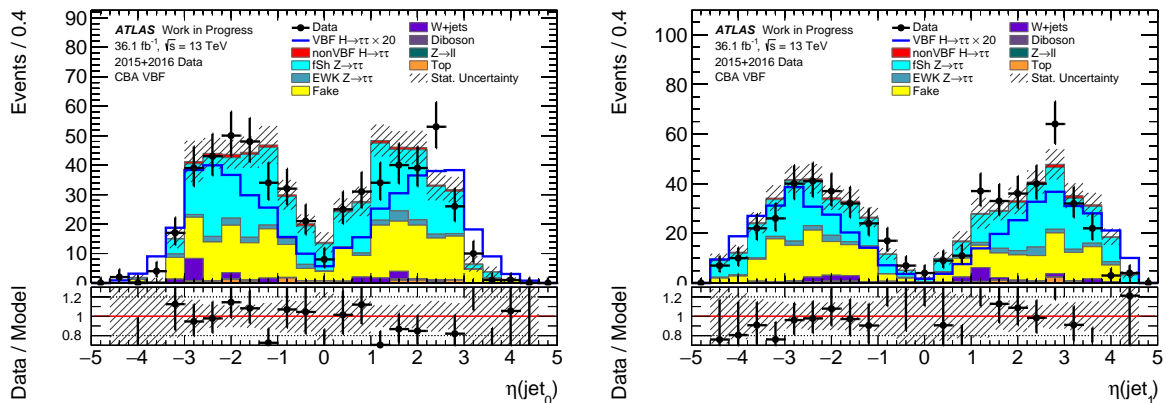 Events / 0.4
90
80
70
60
50
40
30
20
10
0
ATLAS Work in Progress
36.1 fb⁻¹, √s = 13 TeV
2015+2016 Data
CBA VBF
Data
VBF H→ττ × 20
nonVBF H→ττ
fSh Z→ττ
EWK Z→ττ
Fake
W+jets
Diboson
Z→ll
Top
Stat. Uncertainty
Data / Model
1.2
1
0.8
−5 −4 −3 −2 −1 0 1 2 3 4 5
η(jet₀)
Events / 0.4
100
80
60
40
20
0
ATLAS Work in Progress
36.1 fb⁻¹, √s = 13 TeV
2015+2016 Data
CBA VBF
Data
VBF H→ττ × 20
nonVBF H→ττ
fSh Z→ττ
EWK Z→ττ
Fake
W+jets
Diboson
Z→ll
Top
Stat. Uncertainty
Data / Model
1.2
1
0.8
−5 −4 −3 −2 −1 0 1 2 3 4 5
η(jet₁)